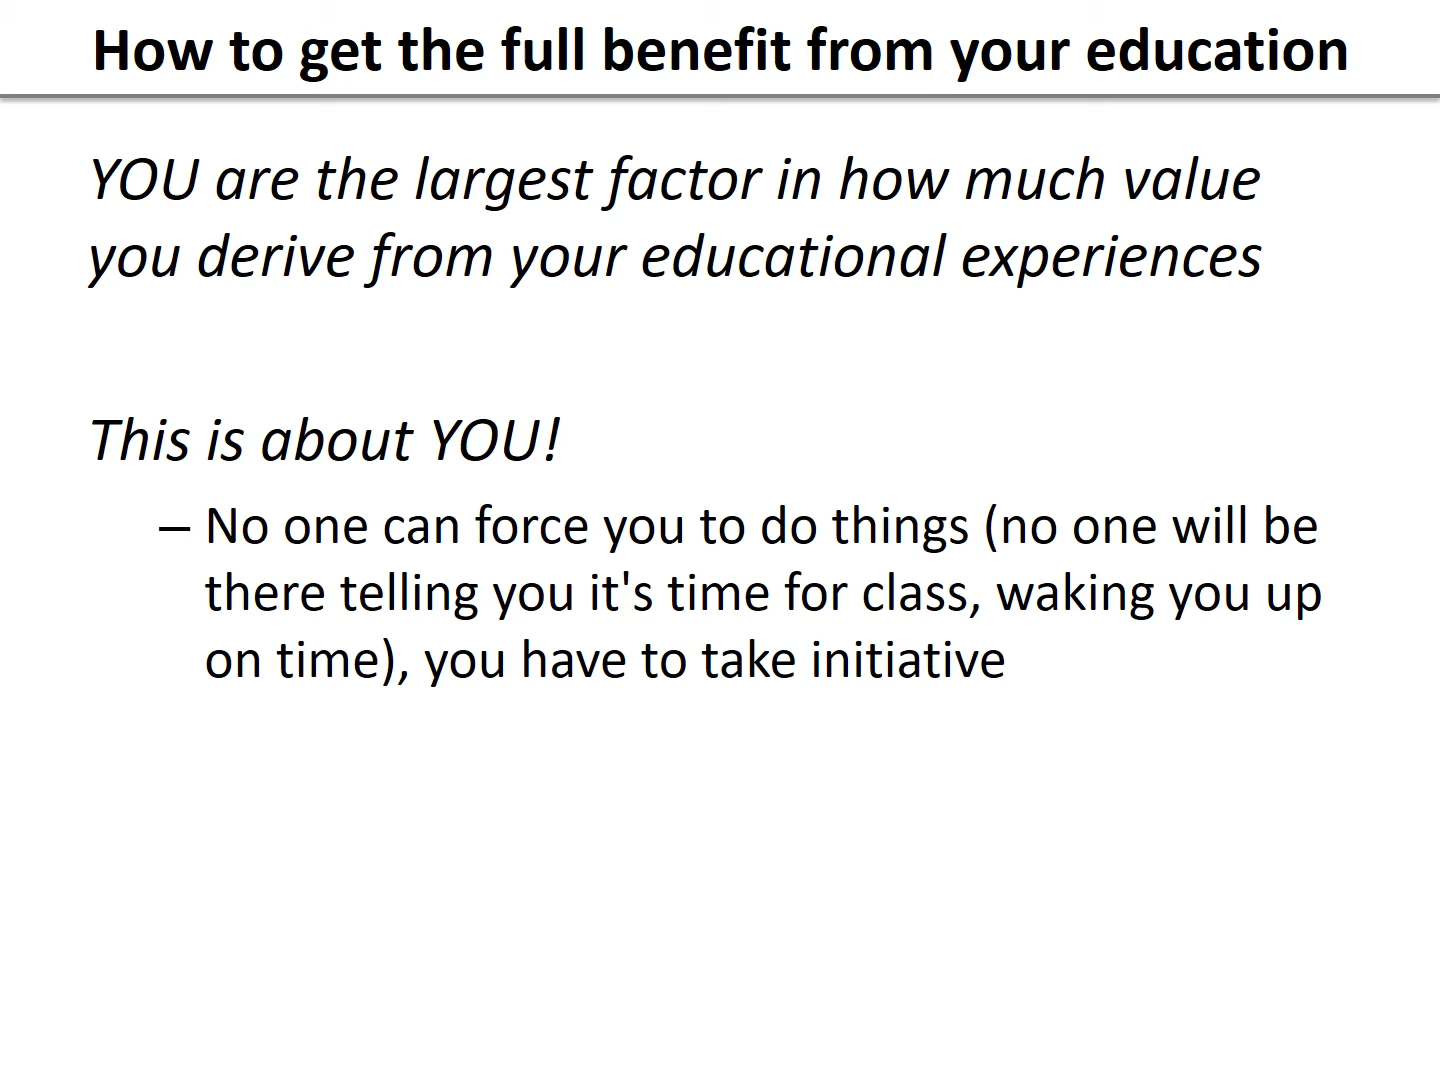 How to get the full benefit from your education
YOU are the largest factor in how much value
you derive from your educational experiences
This is about YOU!
– No one can force you to do things (no one will be
there telling you it's time for class, waking you up
on time), you have to take initiative